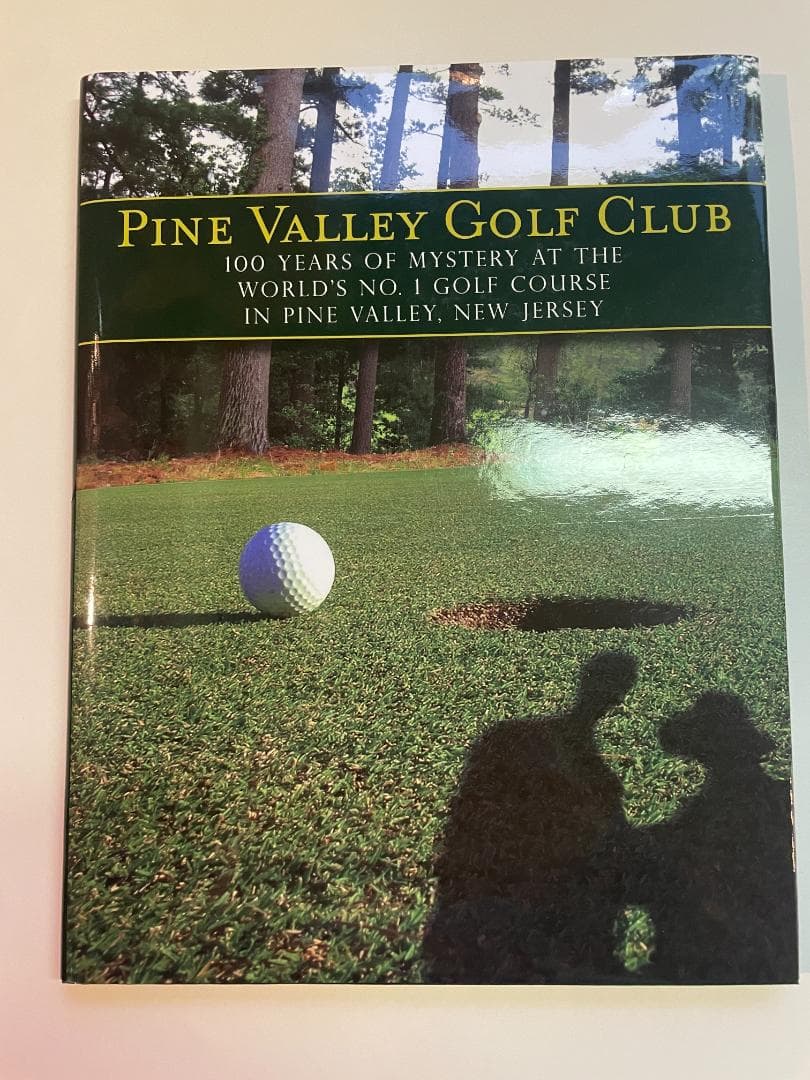 PINE VALLEY GOLF CLUB
100 YEARS OF MYSTERY AT THE
WORLD'S NO. 1 GOLF COURSE
IN PINE VALLEY, NEW JERSEY